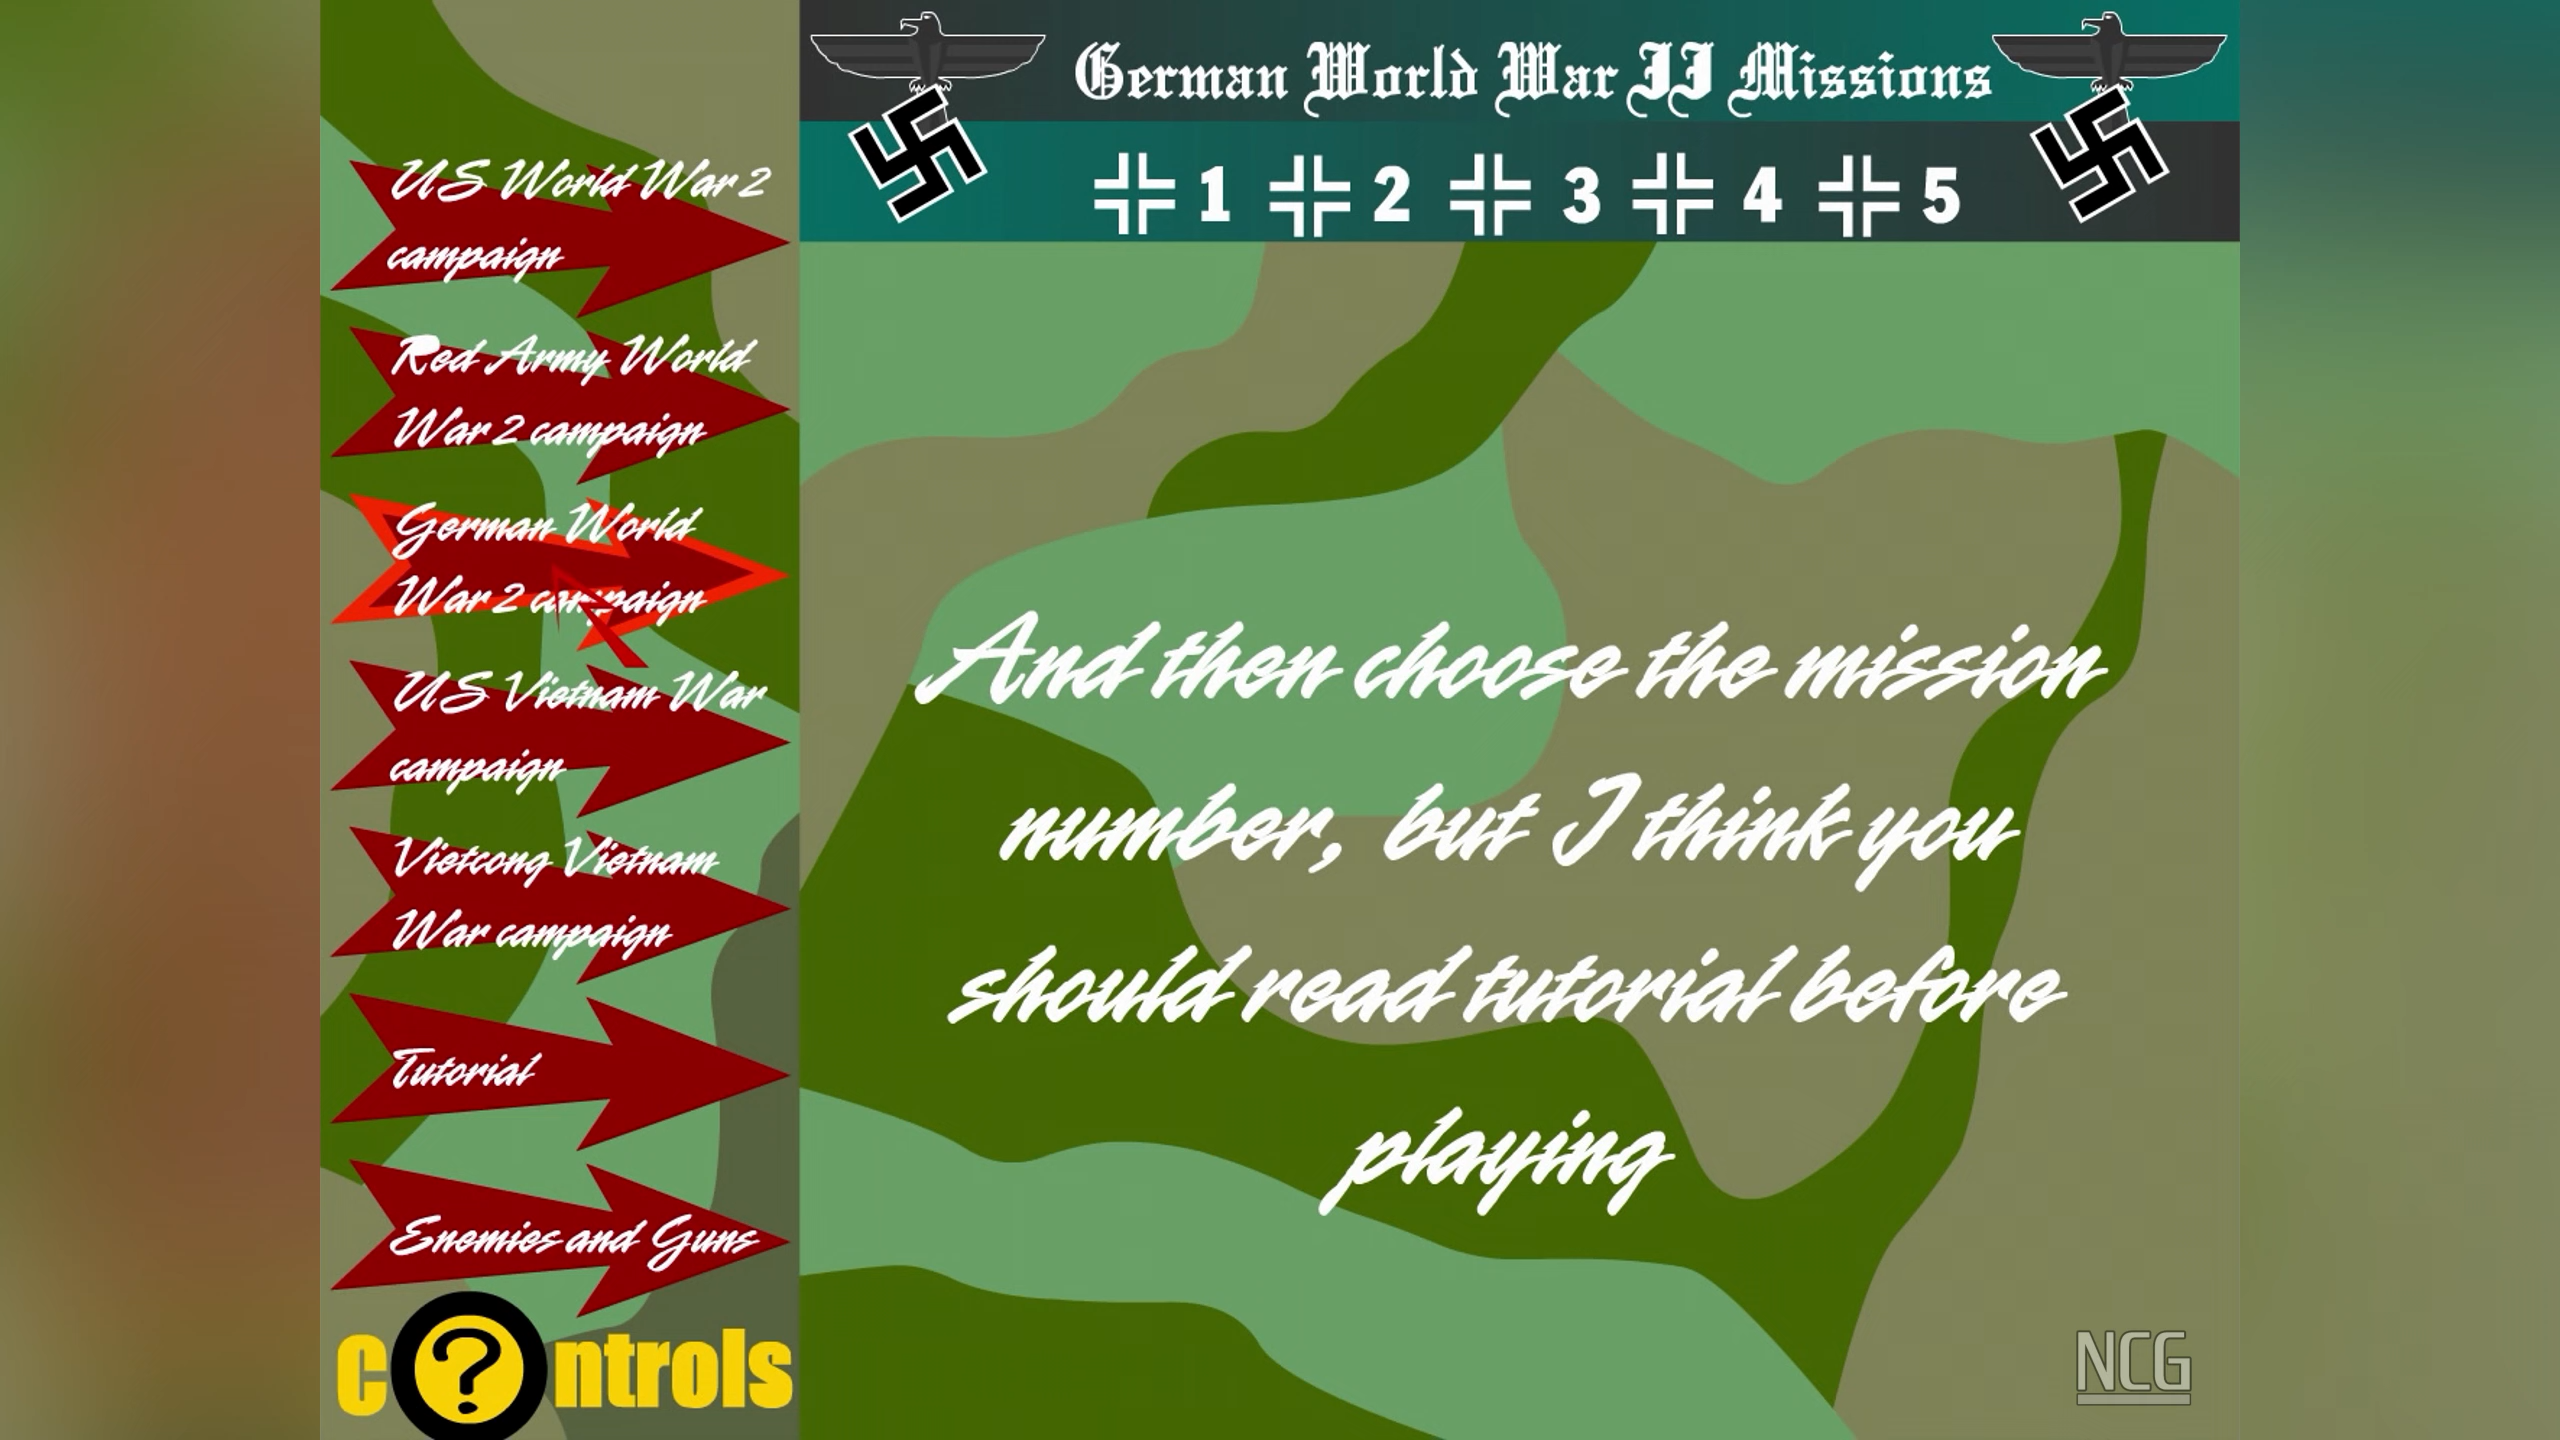 US World War 2
campaign
Red Army World
War 2 campaign
German World
War 2 campaign
US Vietnam War
campaign
Vietcong Vietnam
War campaign
Tutorial
Enemies and Guns
C?ntrols
German World War II Missions
1 2 3 4 5
And then choose the mission
number, but I think you
should read tutorial before
playing
NCG